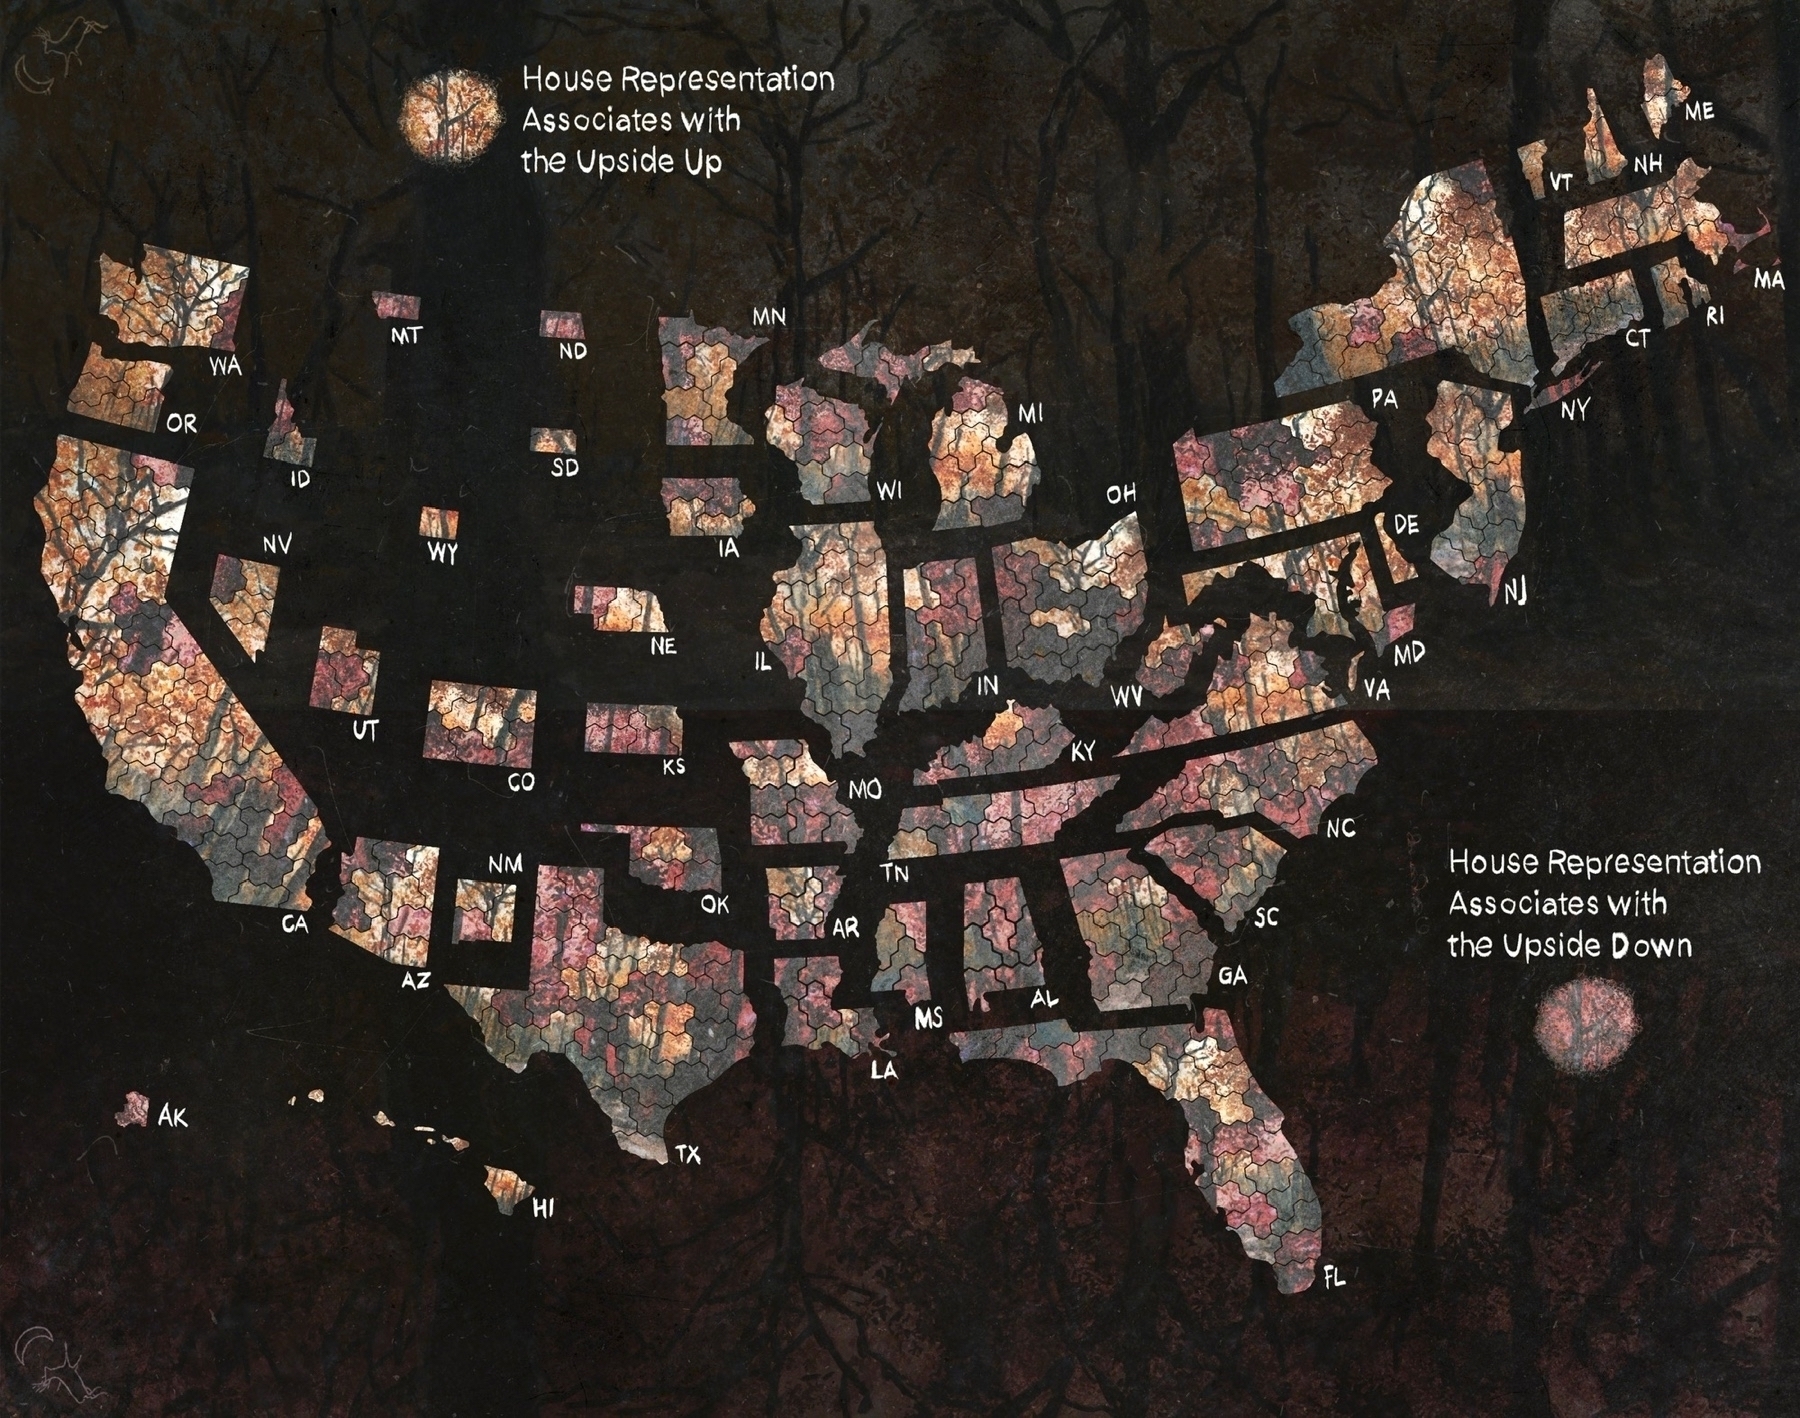 House Representation
Associates with
the Upside Up
ME
NH
VT
MA
RI
CT
NY
PA
NJ
DE
MD
VA
WA
OR
MT
ND
MN
ID
SD
MI
WI
OH
WY
IA
NV
NE
IL
IN
WV
UT
CO
KS
MO
KY
NC
NM
TN
CA
AZ
OK
AR
SC
GA
MS
AL
LA
House Representation
Associates with
the Upside Down
AK
HI
TX
FL